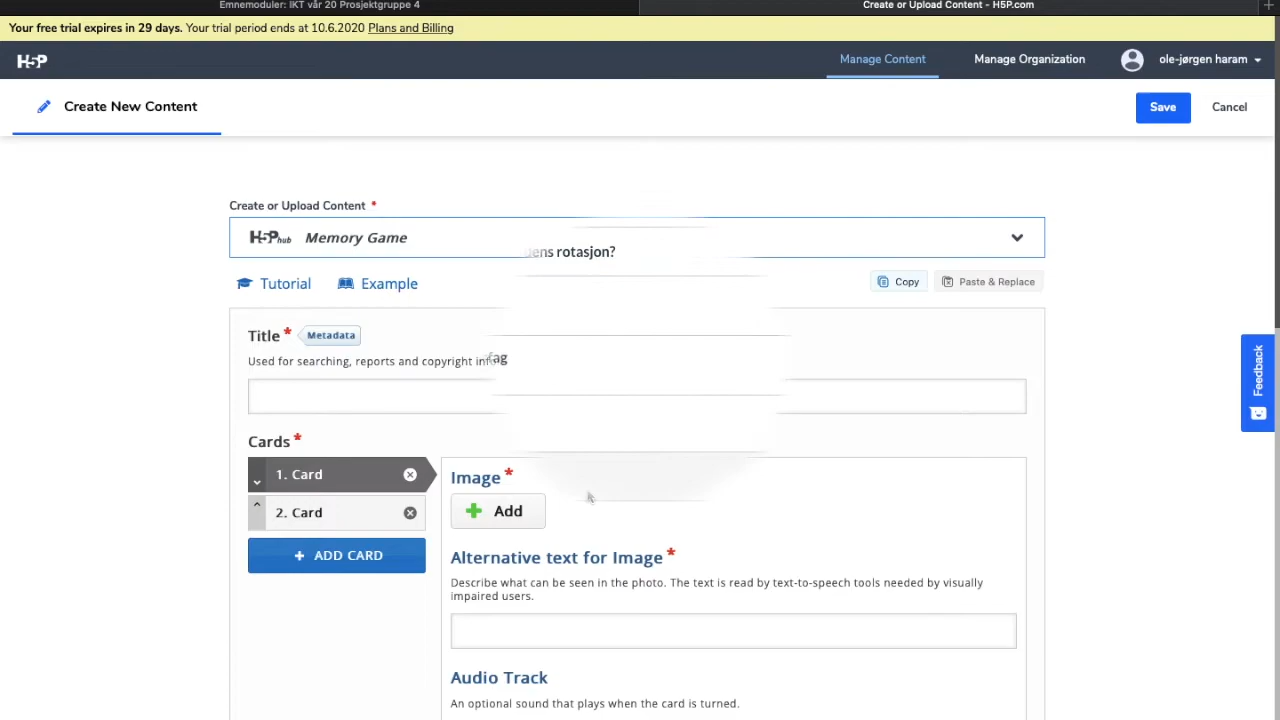 Emnemoduler: IKT vår 20 Prosjektgruppe 4
Create or Upload Content - H5P.com
Your free trial expires in 29 days. Your trial period ends at 10.6.2020 Plans and Billing
H5P
Manage Content
Manage Organization
ole-jørgen haram
Create New Content
Save
Cancel
Create or Upload Content *
H5P hub Memory Game
rotasjon?
Tutorial
Example
Copy
Paste & Replace
Title *
Metadata
Used for searching, reports and copyright
Cards *
1. Card
2. Card
+ ADD CARD
Image *
Add
Alternative text for Image *
Describe what can be seen in the photo. The text is read by text-to-speech tools needed by visually
impaired users.
Audio Track
An optional sound that plays when the card is turned.
Feedback